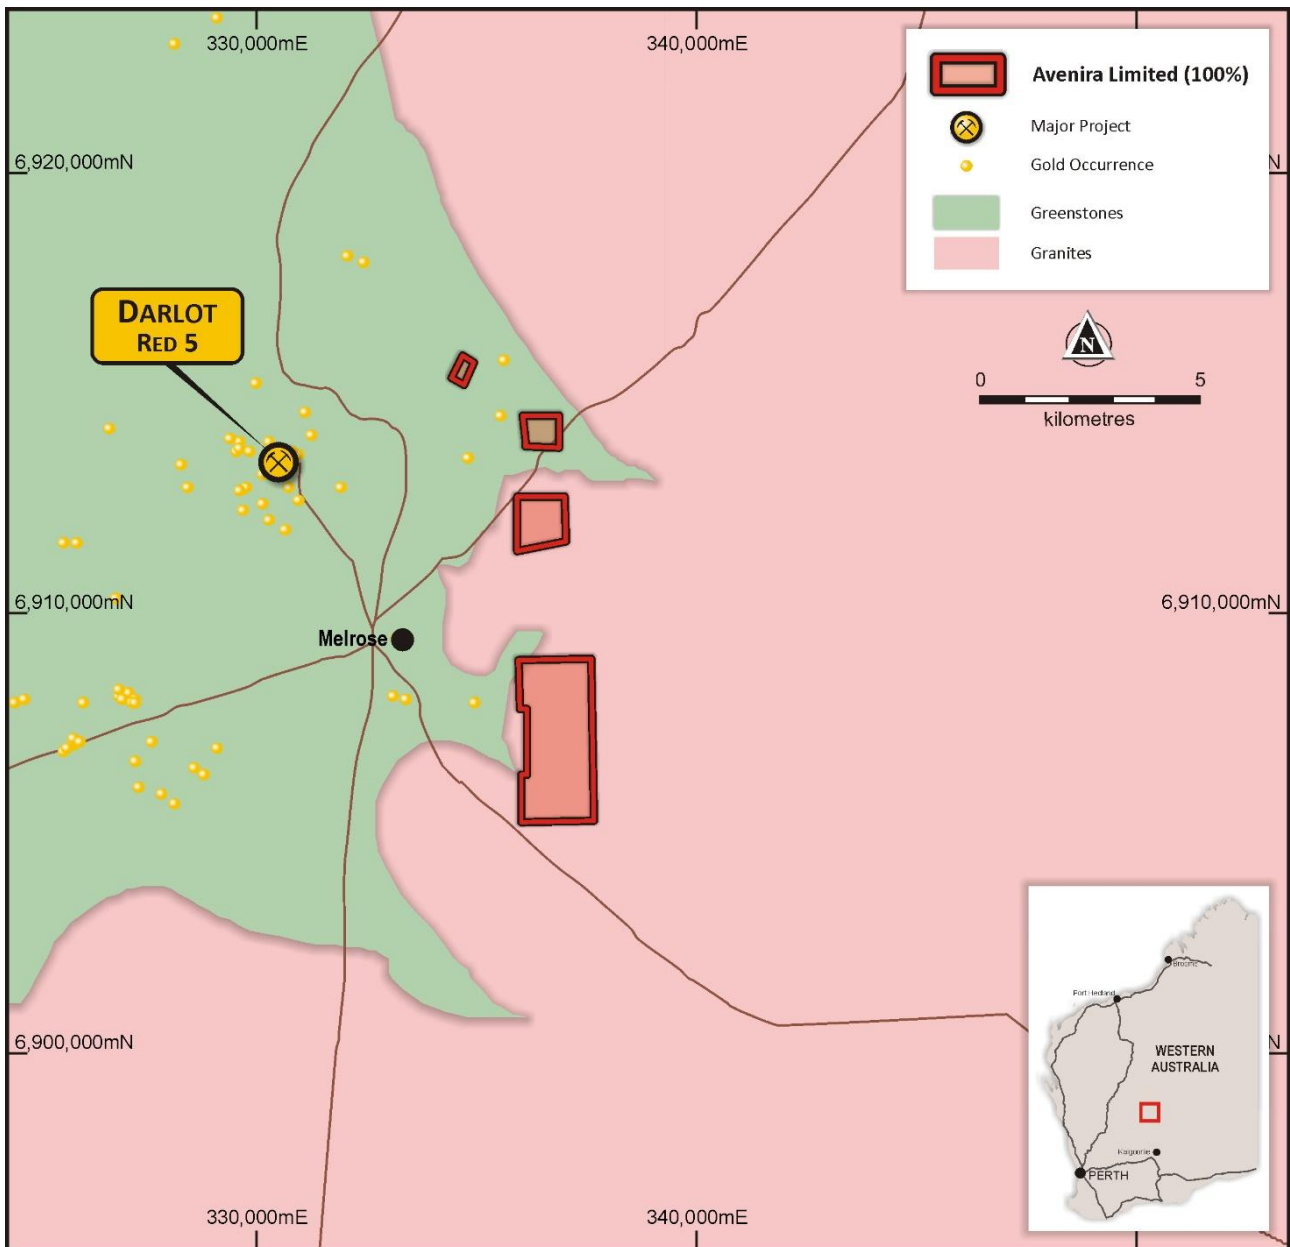 330,000mE
340,000mE
Avenira Limited (100%)
Major Project
6,920,000mN
N
Gold Occurrence
Greenstones
Granites
DARLOT
RED 5
N
0
5
kilometres
6,910,000mN
6,910,000mN
Melrose
Broome
Port Hedland
6,900,000mN
N
WESTERN
AUSTRALIA
Kalgoorlie
PERTH
330,000mE
340,000mE